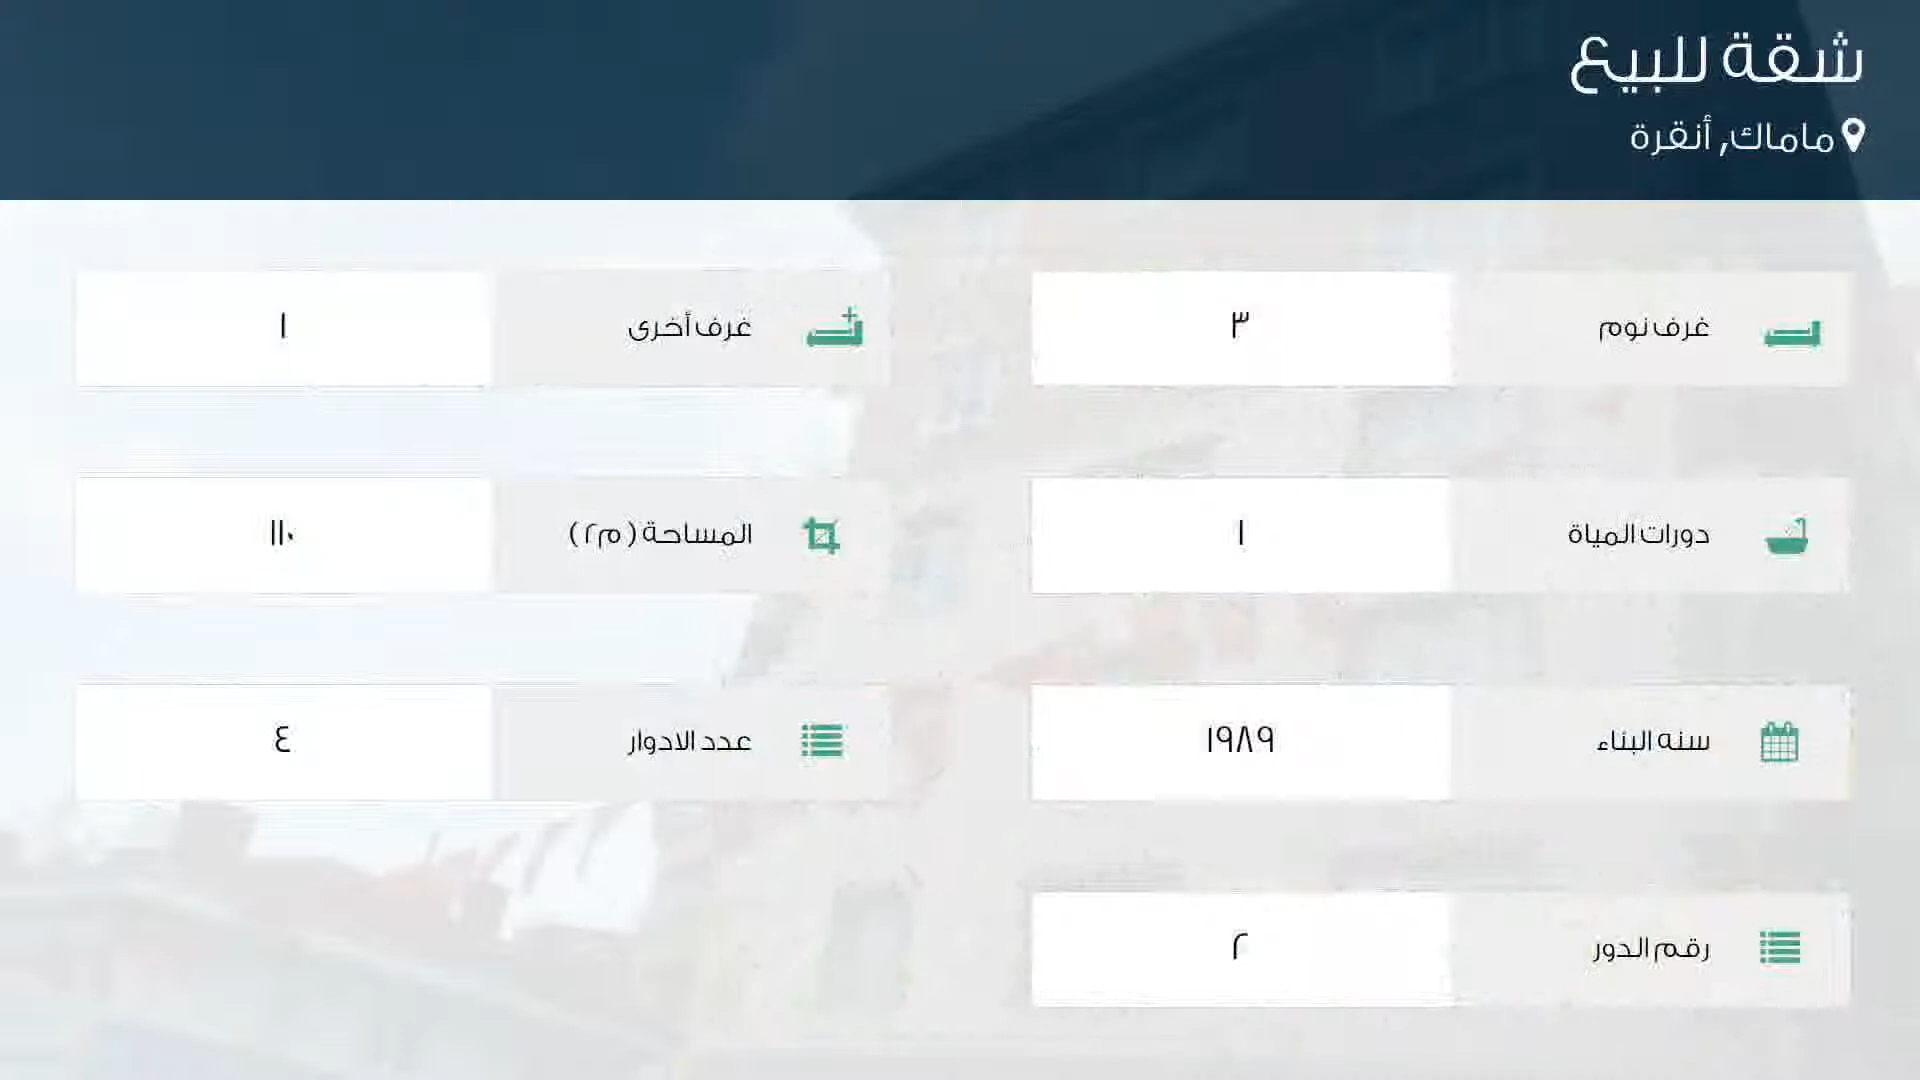 شقة للبيع
ماماك, أنقرة
غرف نوم ٣
غرف أخرى ١
دورات المياة ١
المساحة (م٢) ١١٠
سنه البناء ١٩٨٩
عدد الادوار ٤
رقم الدور ٢